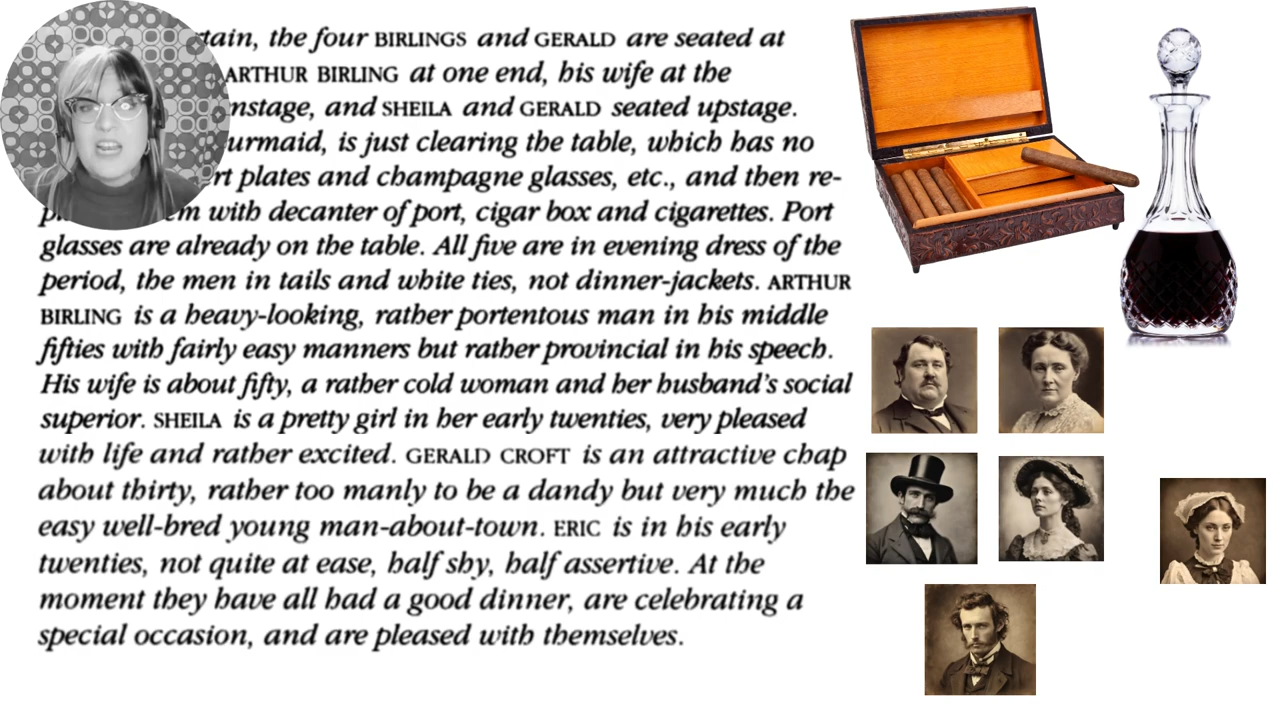 tain, the four BIRLINGS and GERALD are seated at
ARTHUR BIRLING at one end, his wife at the
nstage, and SHEILA and GERALD seated upstage.
urmaid, is just clearing the table, which has no
rt plates and champagne glasses, etc., and then re-
em with decanter of port, cigar box and cigarettes. Port
glasses are already on the table. All five are in evening dress of the
period, the men in tails and white ties, not dinner-jackets. ARTHUR
BIRLING is a heavy-looking, rather portentous man in his middle
fifties with fairly easy manners but rather provincial in his speech.
His wife is about fifty, a rather cold woman and her husband's social
superior. SHEILA is a pretty girl in her early twenties, very pleased
with life and rather excited. GERALD CROFT is an attractive chap
about thirty, rather too manly to be a dandy but very much the
easy well-bred young man-about-town. ERIC is in his early
twenties, not quite at ease, half shy, half assertive. At the
moment they have all had a good dinner, are celebrating a
special occasion, and are pleased with themselves.